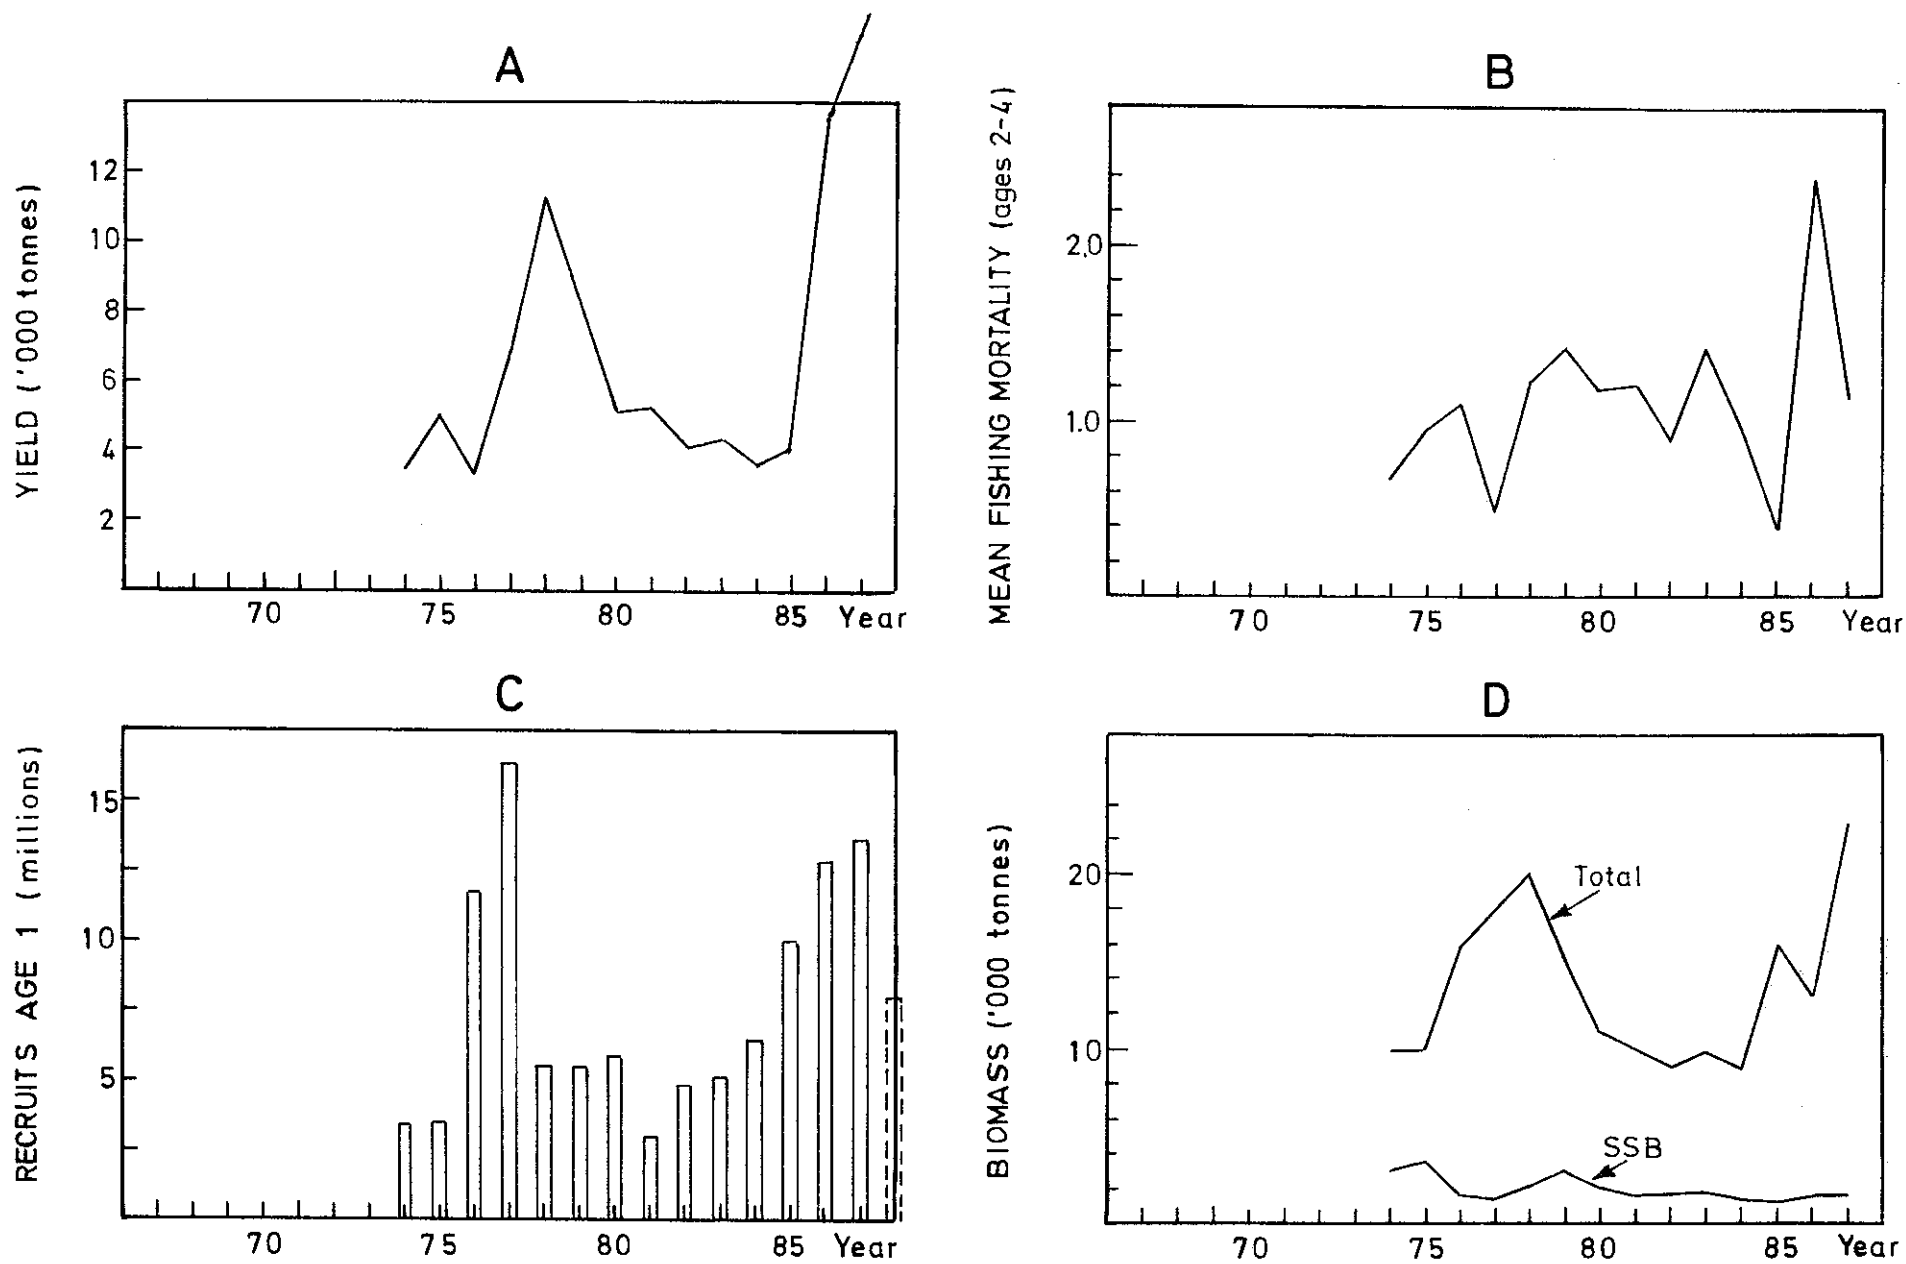 A
YIELD ('000 tonnes)
12
10
8
6
4
2
70 75 80 85 Year
B
MEAN FISHING MORTALITY (ages 2-4)
2.0
1.0
70 75 80 85 Year
C
RECRUITS AGE 1 (millions)
15
10
5
70 75 80 85 Year
D
BIOMASS ('000 tonnes)
20
10
Total
SSB
70 75 80 85 Year